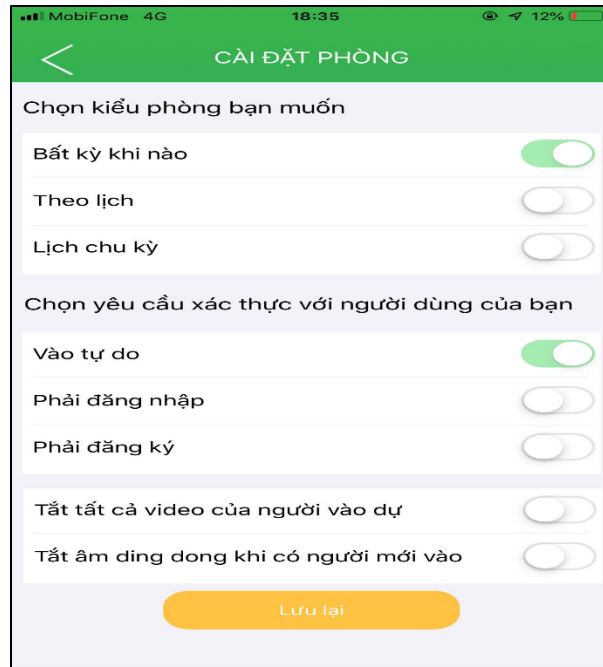 MobiFone 4G 18:35 12%
CÀI ĐẶT PHÒNG
Chọn kiểu phòng bạn muốn
Bất kỳ khi nào
Theo lịch
Lịch chu kỳ
Chọn yêu cầu xác thực với người dùng của bạn
Vào tự do
Phải đăng nhập
Phải đăng ký
Tắt tất cả video của người vào dự
Tắt âm ding dong khi có người mới vào
Lưu lại